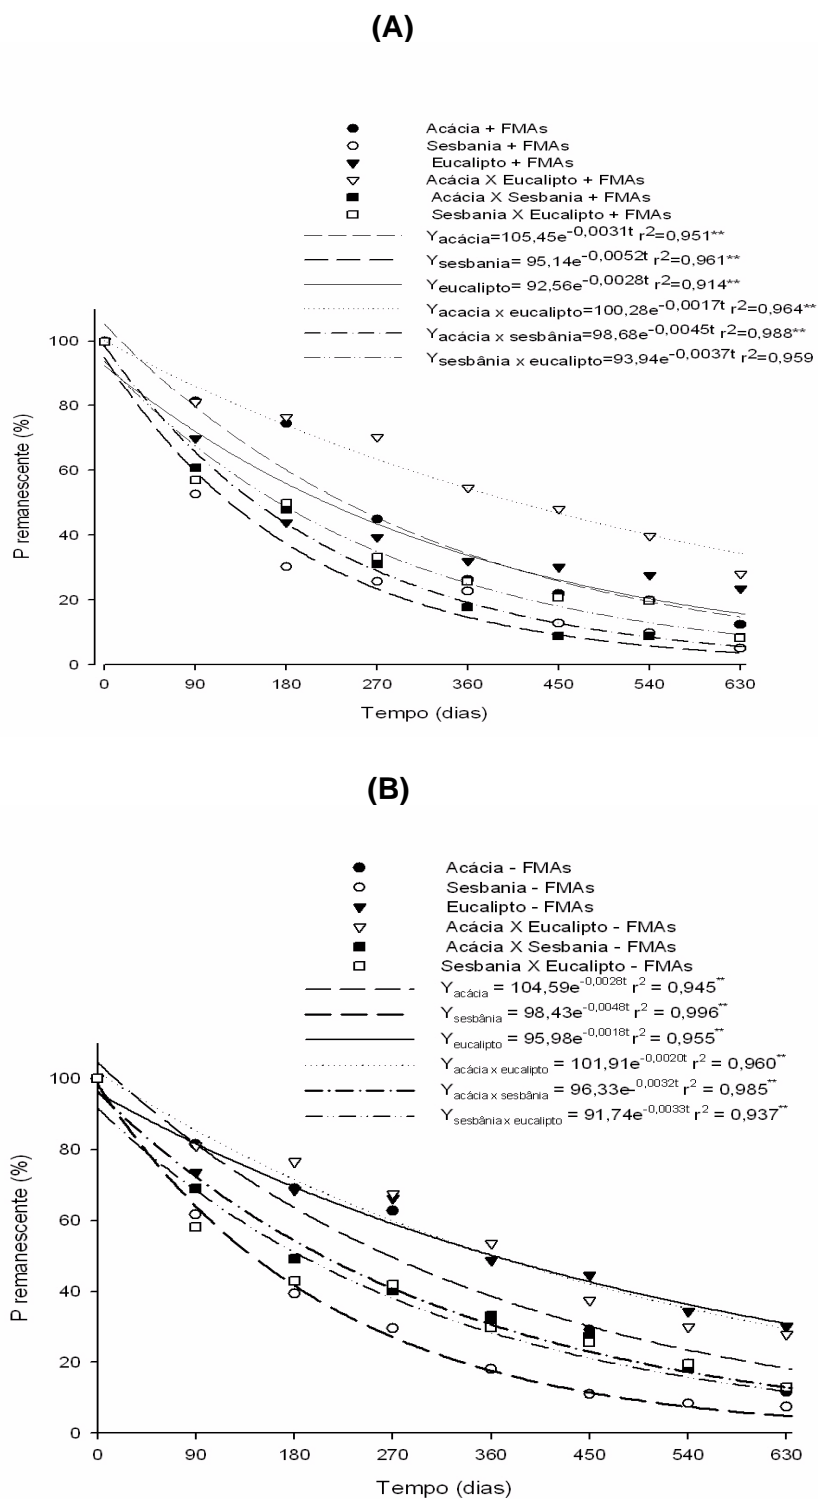 (A)
Acácia + FMAs
Sesbania + FMAs
Eucalipto + FMAs
Acácia X Eucalipto + FMAs
Acácia X Sesbania + FMAs
Sesbania X Eucalipto + FMAs
Yacácia=105,45e-0,0031t r2=0,951**
Ysesbania= 95,14e-0,0052t r2=0,961**
Yeucalipto= 92,56e-0,0028t r2=0,914**
Yacacia x eucalipto=100,28e-0,0017t r2=0,964**
Yacácia x sesbânia=98,68e-0,0045t r2=0,988**
Ysesbânia x eucalipto=93,94e-0,0037t r2=0,959
P remanescente (%)
100
80
60
40
20
0
0 90 180 270 360 450 540 630
Tempo (dias)
(B)
Acácia - FMAs
Sesbania - FMAs
Eucalipto - FMAs
Acácia X Eucalipto - FMAs
Acácia X Sesbania - FMAs
Sesbania X Eucalipto - FMAs
Yacácia = 104,59e-0,0028t r2 = 0,945**
Ysesbânia = 98,43e-0,0048t r2 = 0,996**
Yeucalipto = 95,98e-0,0018t r2 = 0,955**
Yacácia x eucalipto = 101,91e-0,0020t r2 = 0,960**
Yacácia x sesbânia = 96,33e-0,0032t r2 = 0,985**
Ysesbânia x eucalipto = 91,74e-0,0033t r2 = 0,937**
P remanescente (%)
100
80
60
40
20
0
0 90 180 270 360 450 540 630
Tempo (dias)